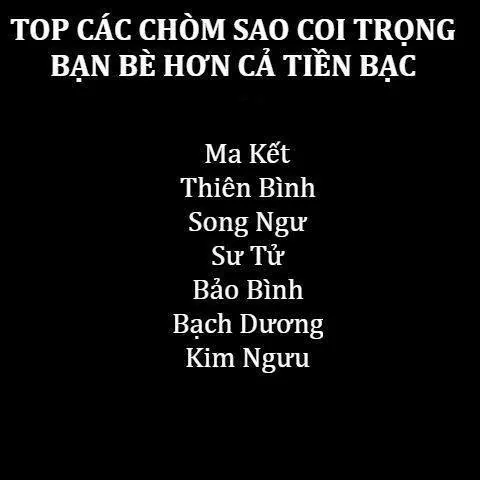 TOP CÁC CHÒM SAO COI TRỌNG
BẠN BÈ HƠN CẢ TIỀN BẠC
Ma Kết
Thiên Bình
Song Ngư
Sư Tử
Bảo Bình
Bạch Dương
Kim Ngưu